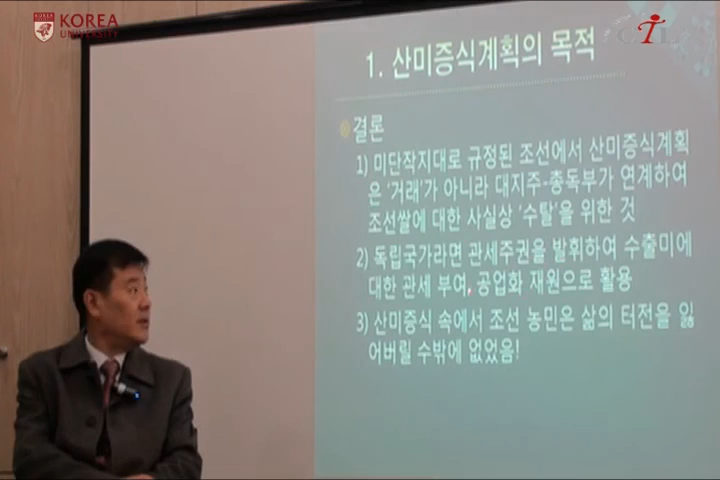 KOREA
UNIVERSITY
CTL
1. 산미증식계획의 목적
결론
1) 미단작지대로 규정된 조선에서 산미증식계획
은 '거래'가 아니라 대지주-총독부가 연계하여
조선쌀에 대한 사실상 '수탈'을 위한 것
2) 독립국가라면 관세주권을 발휘하여 수출미에
대한 관세 부여, 공업화 재원으로 활용
3) 산미증식 속에서 조선 농민은 삶의 터전을 잃
어버릴 수밖에 없었음!